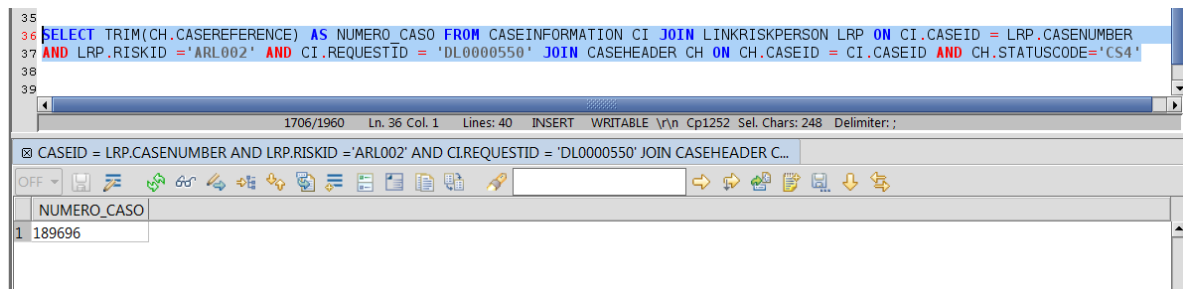 35
36 SELECT TRIM(CH.CASEREFERENCE) AS NUMERO_CASO FROM CASEINFORMATION CI JOIN LINKRISKPERSON LRP ON CI.CASEID = LRP.CASENUMBER
37 AND LRP.RISKID ='ARL002' AND CI.REQUESTID = 'DL0000550' JOIN CASEHEADER CH ON CH.CASEID = CI.CASEID AND CH.STATUSCODE='CS4'
38
39
1706/1960 Ln. 36 Col. 1 Lines: 40 INSERT WRITABLE \r\n Cp1252 Sel. Chars: 248 Delimiter: ;
CASEID = LRP.CASENUMBER AND LRP.RISKID ='ARL002' AND CI.REQUESTID = 'DL0000550' JOIN CASEHEADER C...
OFF
NUMERO_CASO
1 189696